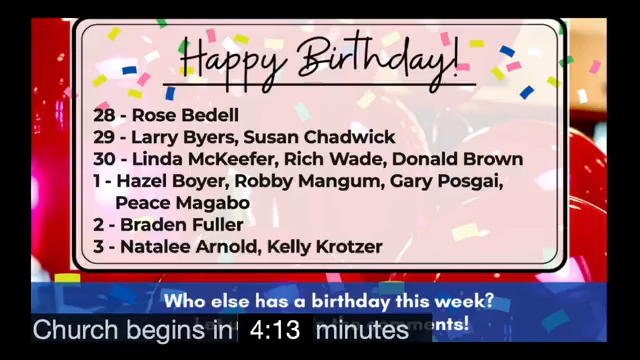 Happy Birthday!
28 - Rose Bedell
29 - Larry Byers, Susan Chadwick
30 - Linda McKeefer, Rich Wade, Donald Brown
1 - Hazel Boyer, Robby Mangum, Gary Posgai,
Peace Magabo
2 - Braden Fuller
3 - Natalee Arnold, Kelly Krotzer
Who else has a birthday this week?
Church begins in 4:13 minutes